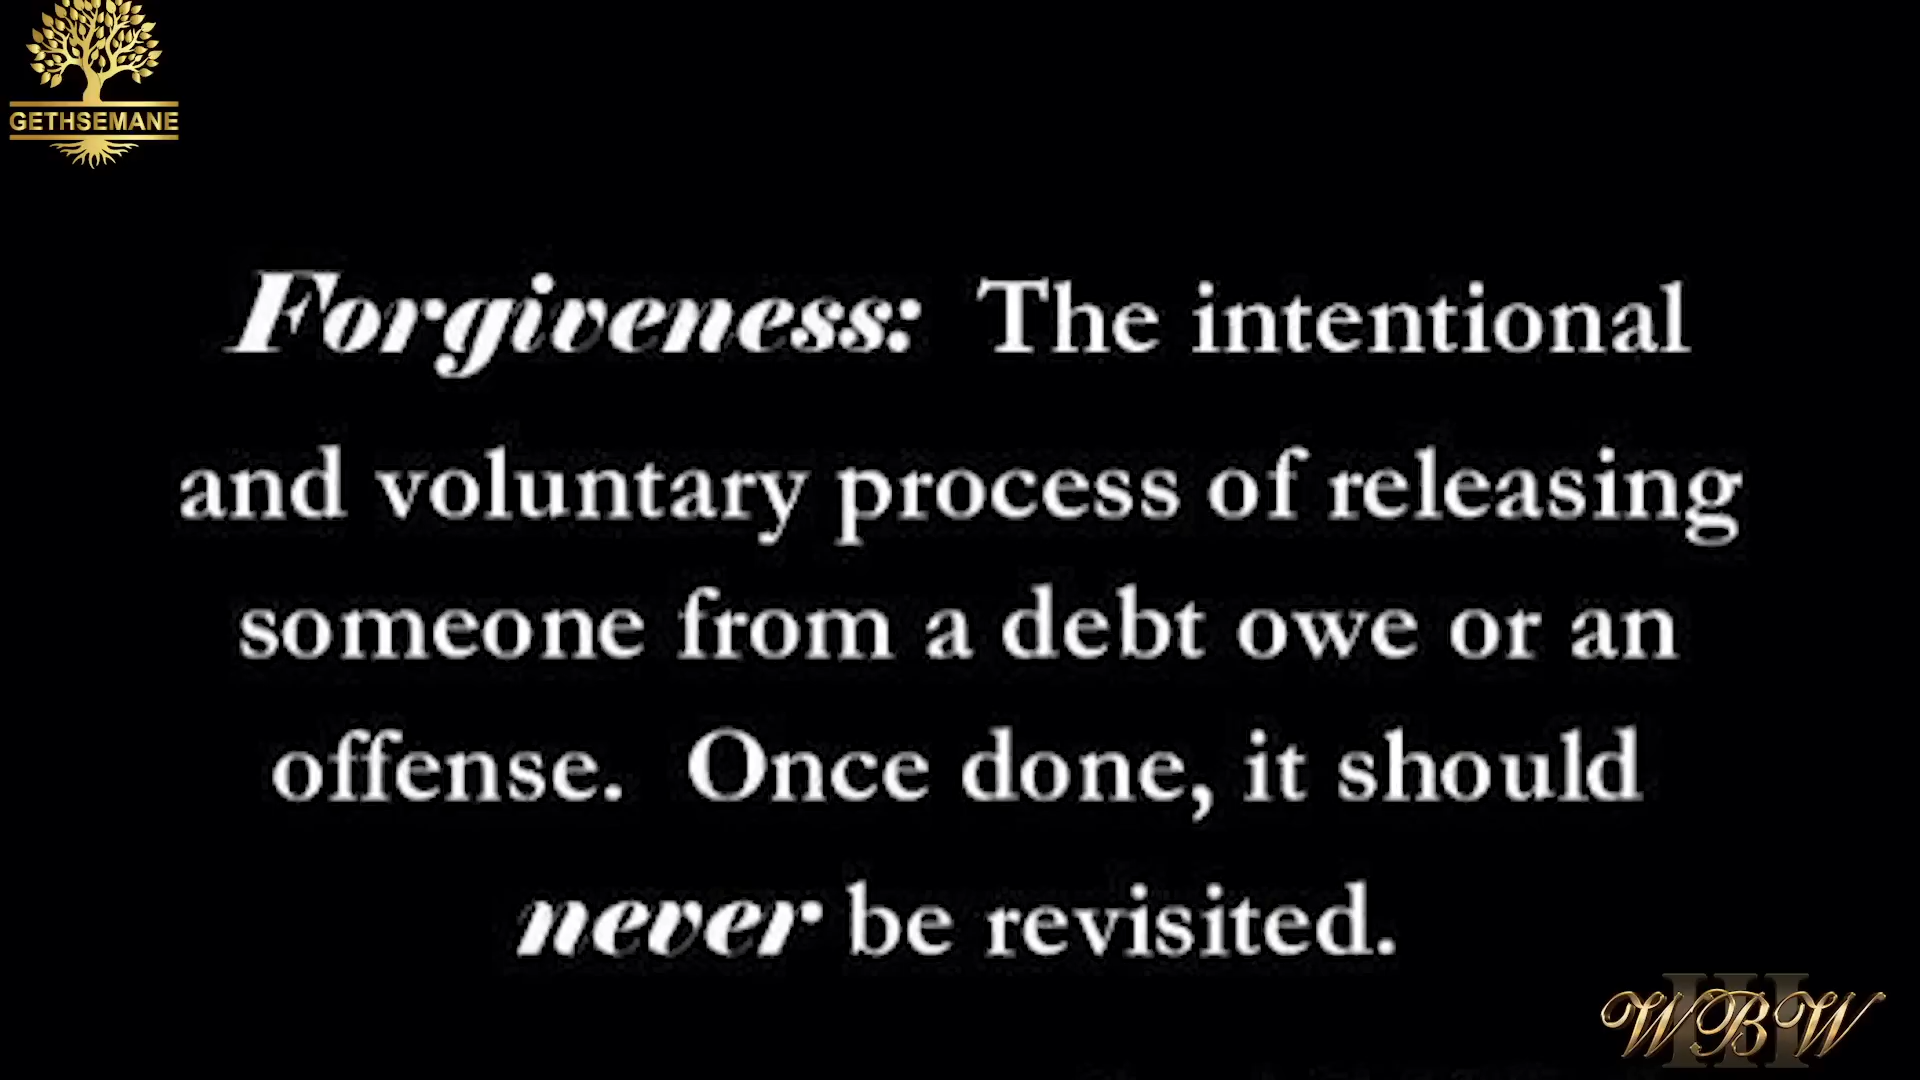 GETHSEMANE
Forgiveness: The intentional
and voluntary process of releasing
someone from a debt owe or an
offense. Once done, it should
never be revisited.
III
WBW